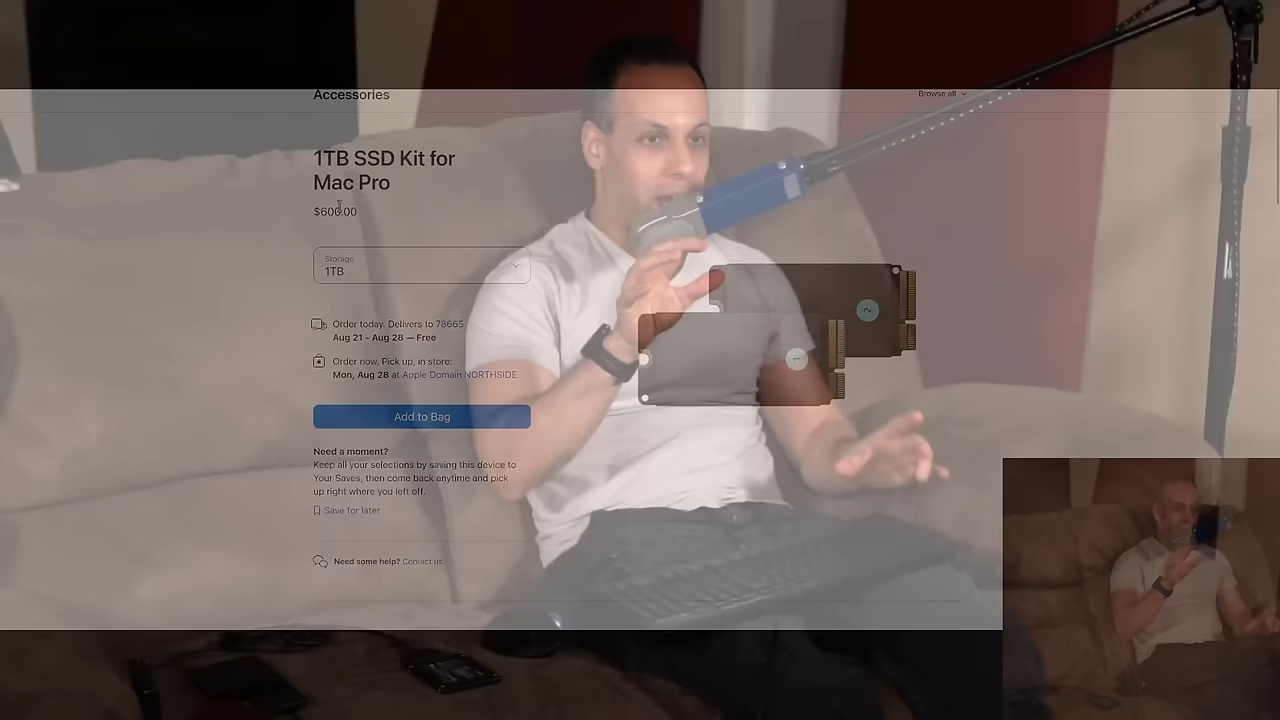 Accessories
Browse all
1TB SSD Kit for
Mac Pro
$600.00
Storage
1TB
Order today. Delivers to 78665
Aug 21 - Aug 28 — Free
Order now. Pick up, in store:
Mon, Aug 28 at Apple Domain NORTHSIDE
Add to Bag
Need a moment?
Keep all your selections by saving this device to
Your Saves, then come back anytime and pick
up right where you left off.
Save for later
Need some help? Contact us.
2
1